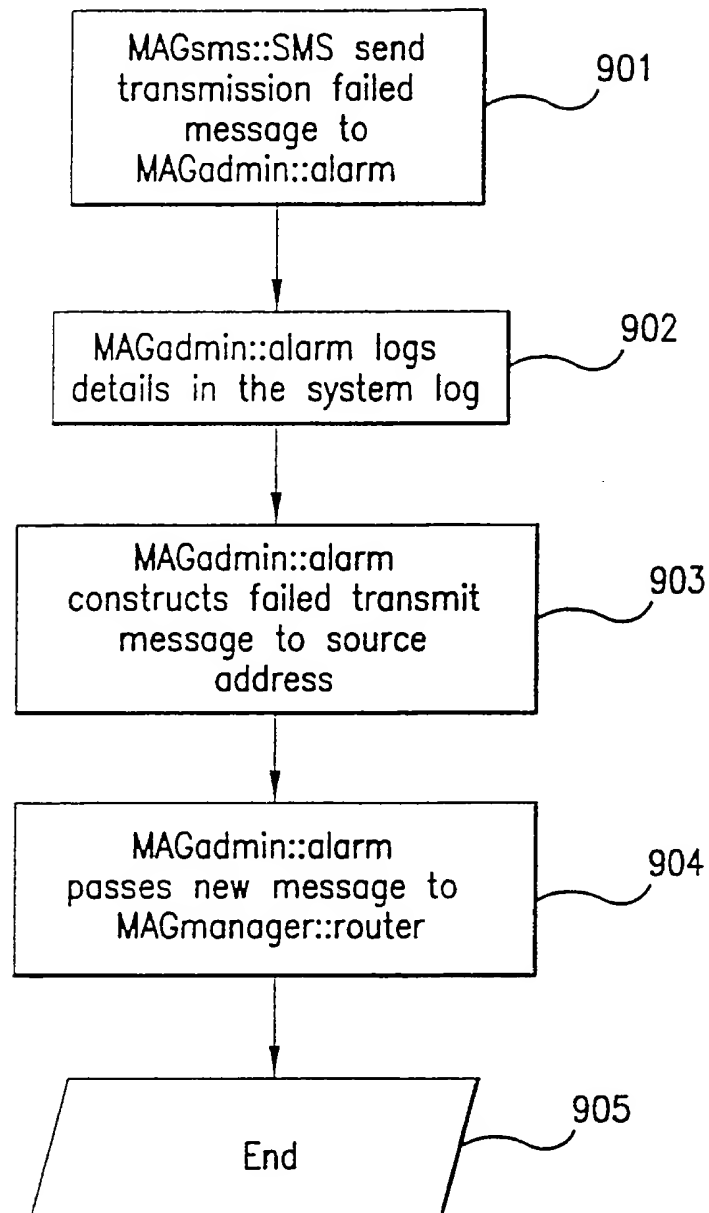 MAGsms::SMS send
transmission failed
message to
MAGadmin::alarm
901
MAGadmin::alarm logs
details in the system log
902
MAGadmin::alarm
constructs failed transmit
message to source
address
903
MAGadmin::alarm
passes new message to
MAGmanager::router
904
End
905